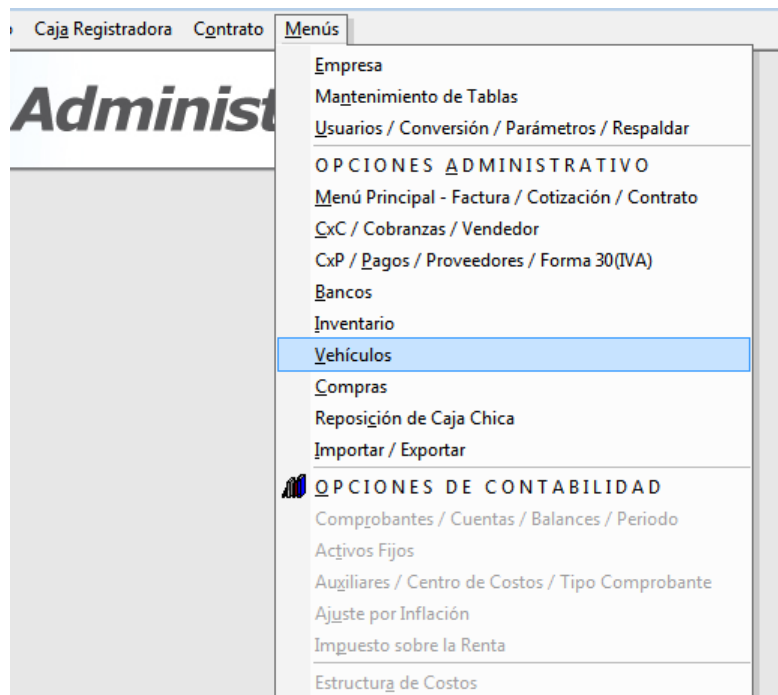 Caja Registradora Contrato Menús
Administ
Empresa
Mantenimiento de Tablas
Usuarios / Conversión / Parámetros / Respaldar
OPCIONES ADMINISTRATIVO
Menú Principal - Factura / Cotización / Contrato
CxC / Cobranzas / Vendedor
CxP / Pagos / Proveedores / Forma 30(IVA)
Bancos
Inventario
Vehículos
Compras
Reposición de Caja Chica
Importar / Exportar
OPCIONES DE CONTABILIDAD
Comprobantes / Cuentas / Balances / Periodo
Activos Fijos
Auxiliares / Centro de Costos / Tipo Comprobante
Ajuste por Inflación
Impuesto sobre la Renta
Estructura de Costos